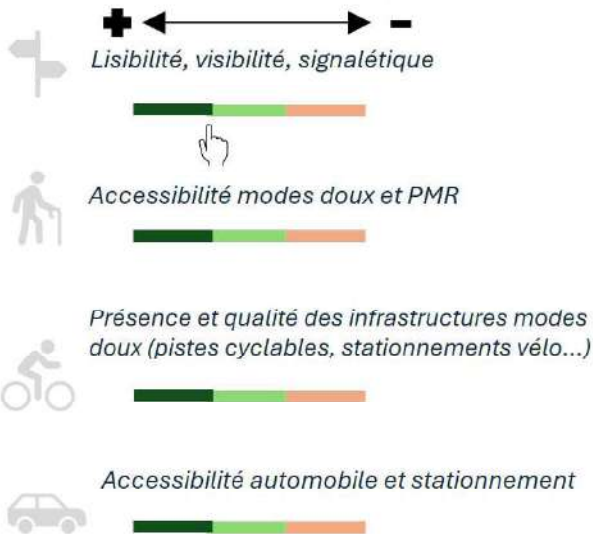 Lisibilité, visibilité, signalétique
Accessibilité modes doux et PMR
Présence et qualité des infrastructures modes
doux (pistes cyclables, stationnements vélo...)
Accessibilité automobile et stationnement